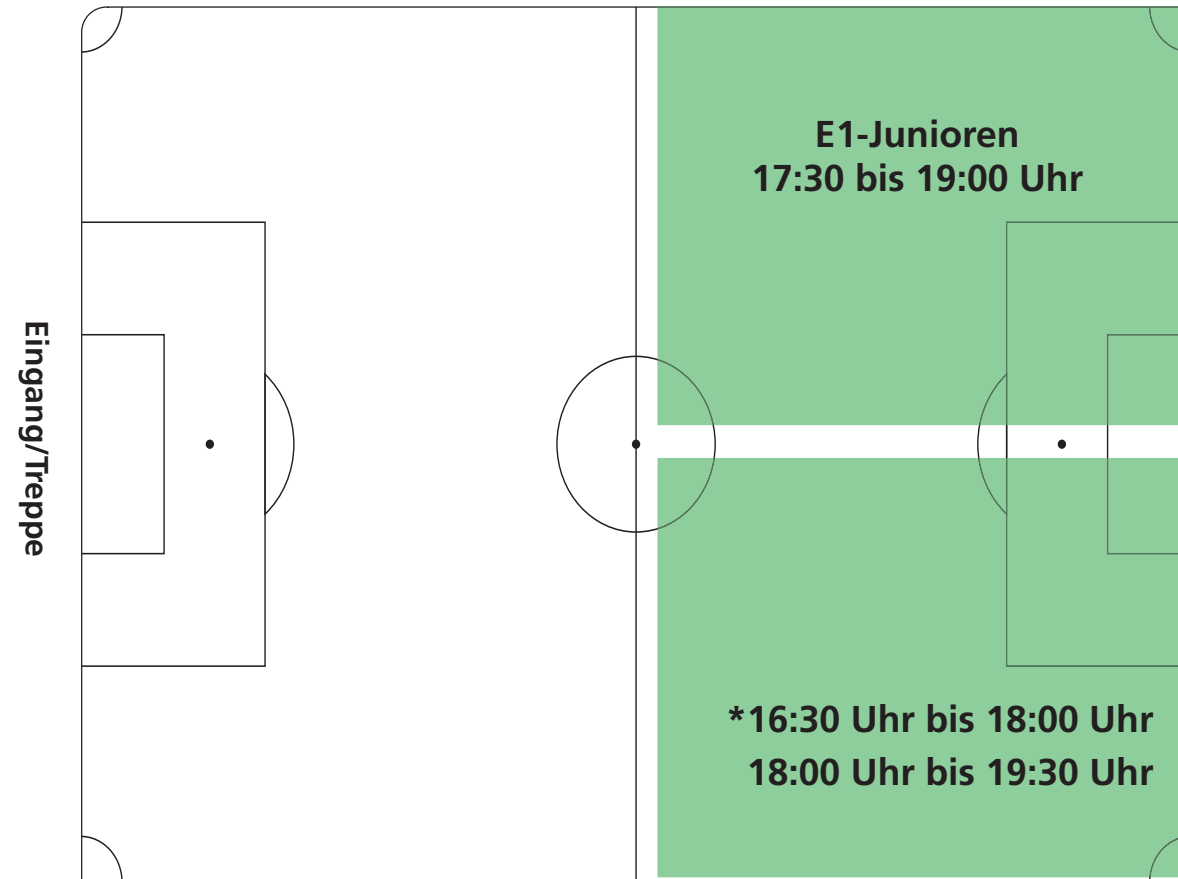 Eingang/Treppe
E1-Junioren
17:30 bis 19:00 Uhr
*16:30 Uhr bis 18:00 Uhr
18:00 Uhr bis 19:30 Uhr